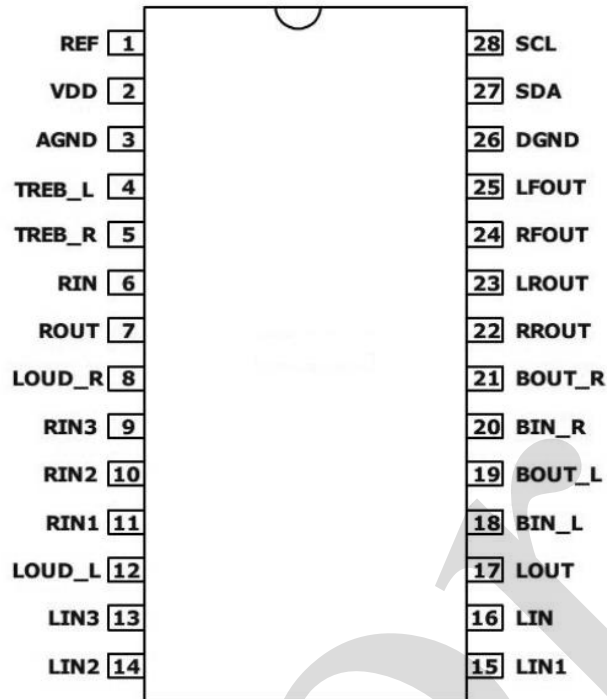 REF 1 28 SCL
VDD 2 27 SDA
AGND 3 26 DGND
TREB_L 4 25 LFOUT
TREB_R 5 24 RFOUT
RIN 6 23 LROUT
ROUT 7 22 RROUT
LOUD_R 8 21 BOUT_R
RIN3 9 20 BIN_R
RIN2 10 19 BOUT_L
RIN1 11 18 BIN_L
LOUD_L 12 17 LOUT
LIN3 13 16 LIN
LIN2 14 15 LIN1